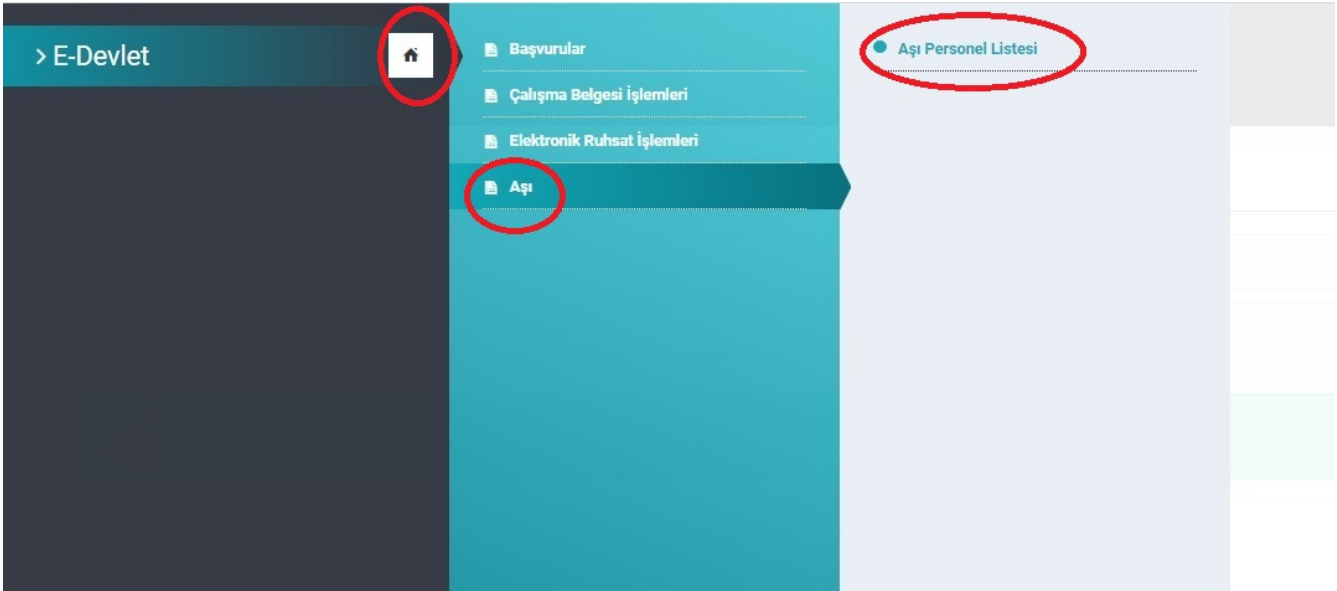 > E-Devlet
Başvurular
Çalışma Belgesi İşlemleri
Elektronik Ruhsat İşlemleri
Aşı
Aşı Personel Listesi